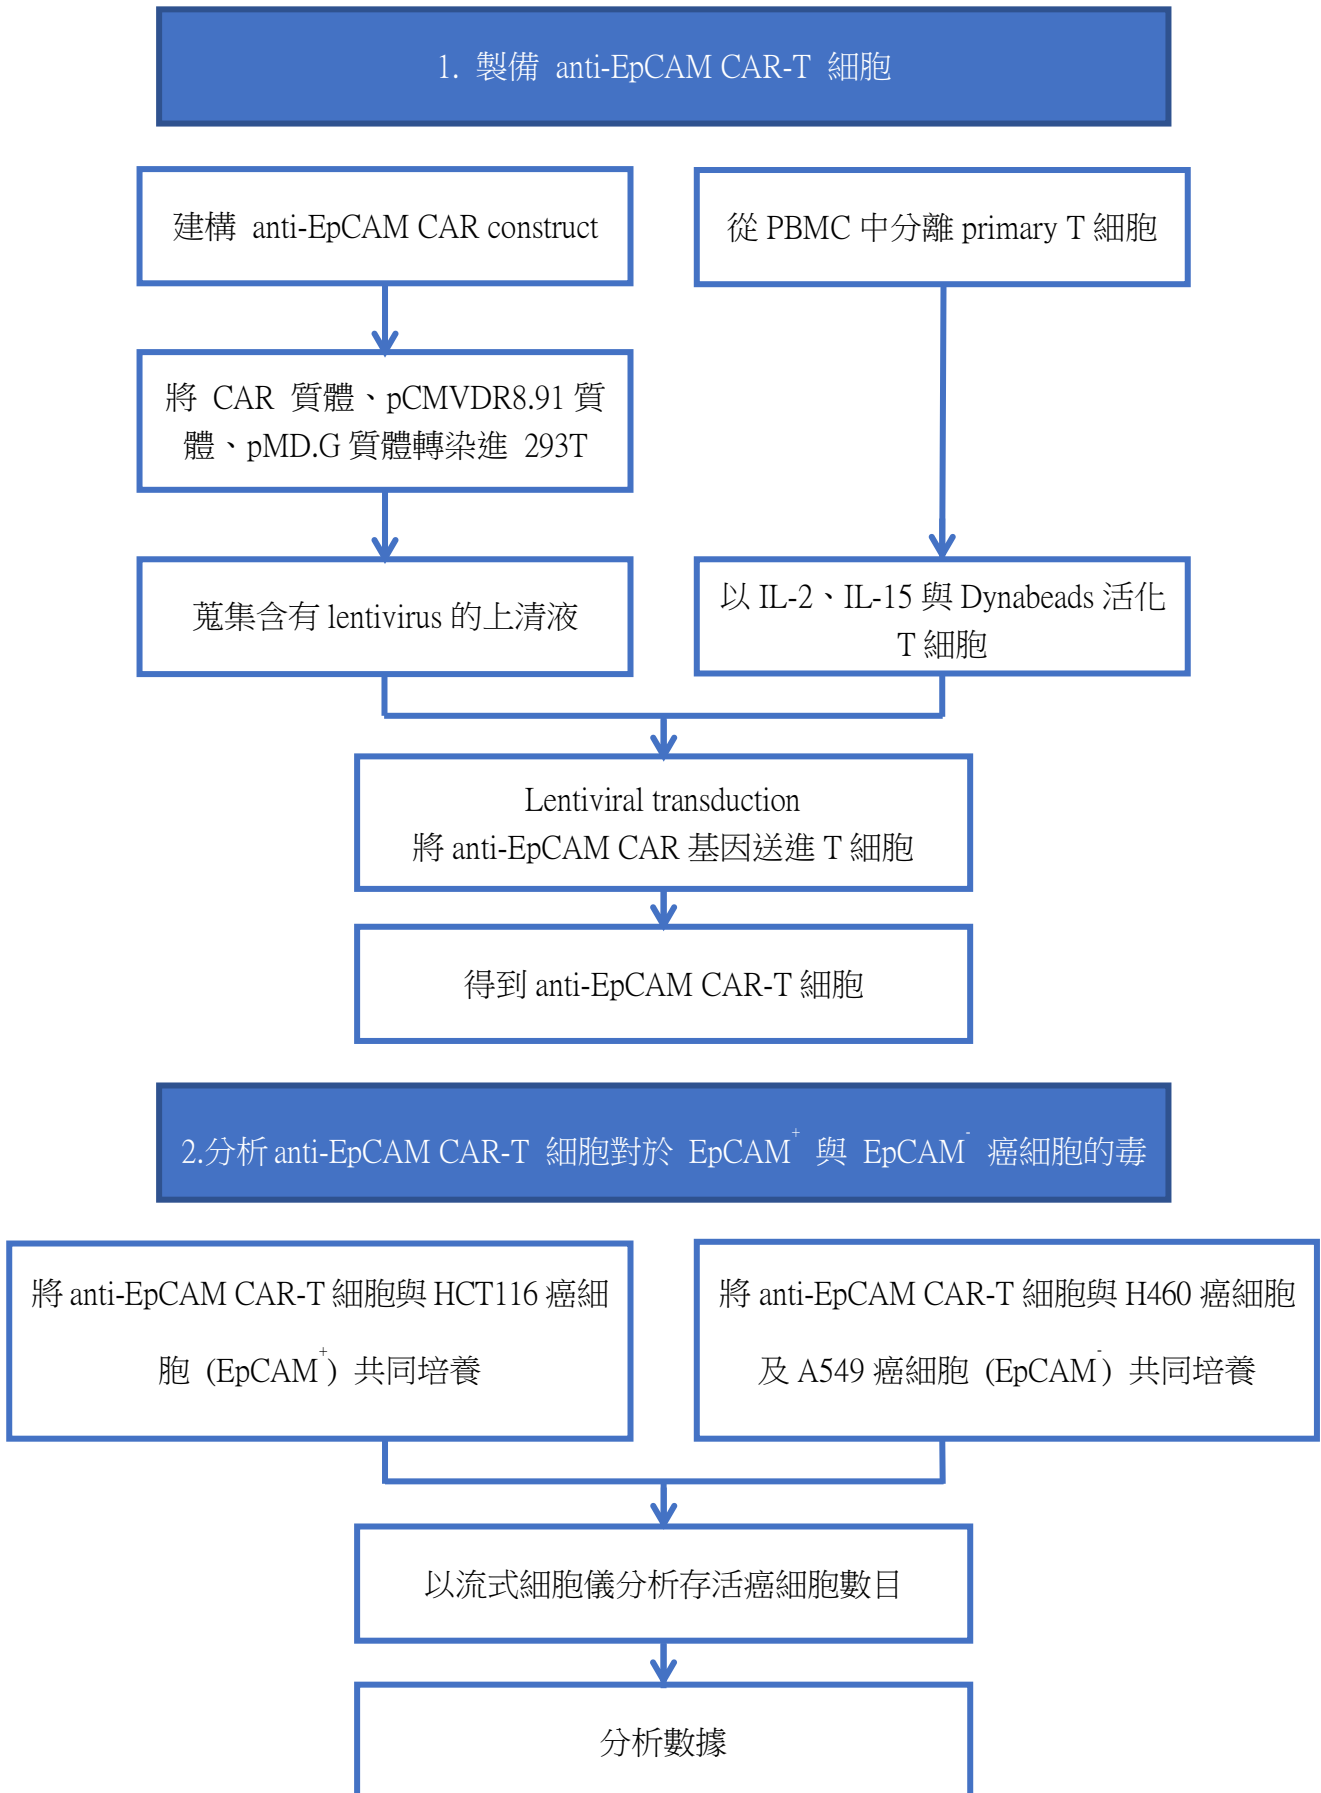 1. 製備 anti-EpCAM CAR-T 細胞
建構 anti-EpCAM CAR construct
從 PBMC 中分離 primary T 細胞
將 CAR 質體、pCMVDR8.91 質
體、pMD.G 質體轉染進 293T
蒐集含有 lentivirus 的上清液
以 IL-2、IL-15 與 Dynabeads 活化
T 細胞
Lentiviral transduction
將 anti-EpCAM CAR 基因送進 T 細胞
得到 anti-EpCAM CAR-T 細胞
2.分析 anti-EpCAM CAR-T 細胞對於 EpCAM⁺ 與 EpCAM⁻ 癌細胞的毒
將 anti-EpCAM CAR-T 細胞與 HCT116 癌細
胞 (EpCAM⁺) 共同培養
將 anti-EpCAM CAR-T 細胞與 H460 癌細胞
及 A549 癌細胞 (EpCAM⁻) 共同培養
以流式細胞儀分析存活癌細胞數目
分析數據